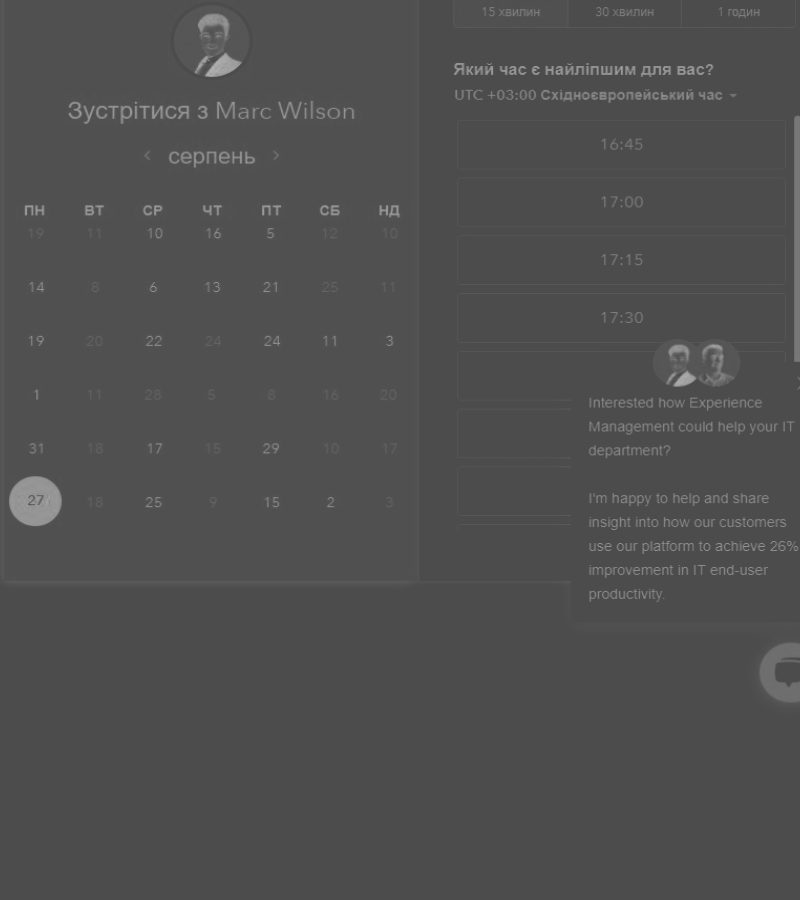 Зустрітися з Marc Wilson
серпень
ПН ВТ СР ЧТ ПТ СБ НД
19 11 10 16 5 12 10
14 8 6 13 21 25 11
19 20 22 24 24 11 3
1 11 28 5 8 16 20
31 18 17 15 29 10 17
27 18 25 9 15 2 3
15 хвилин 30 хвилин 1 годин
Який час є найліпшим для вас?
UTC +03:00 Східноєвропейський час
16:45
17:00
17:15
17:30
Interested how Experience
Management could help your IT
department?
I'm happy to help and share
insight into how our customers
use our platform to achieve 26%
improvement in IT end-user
productivity.